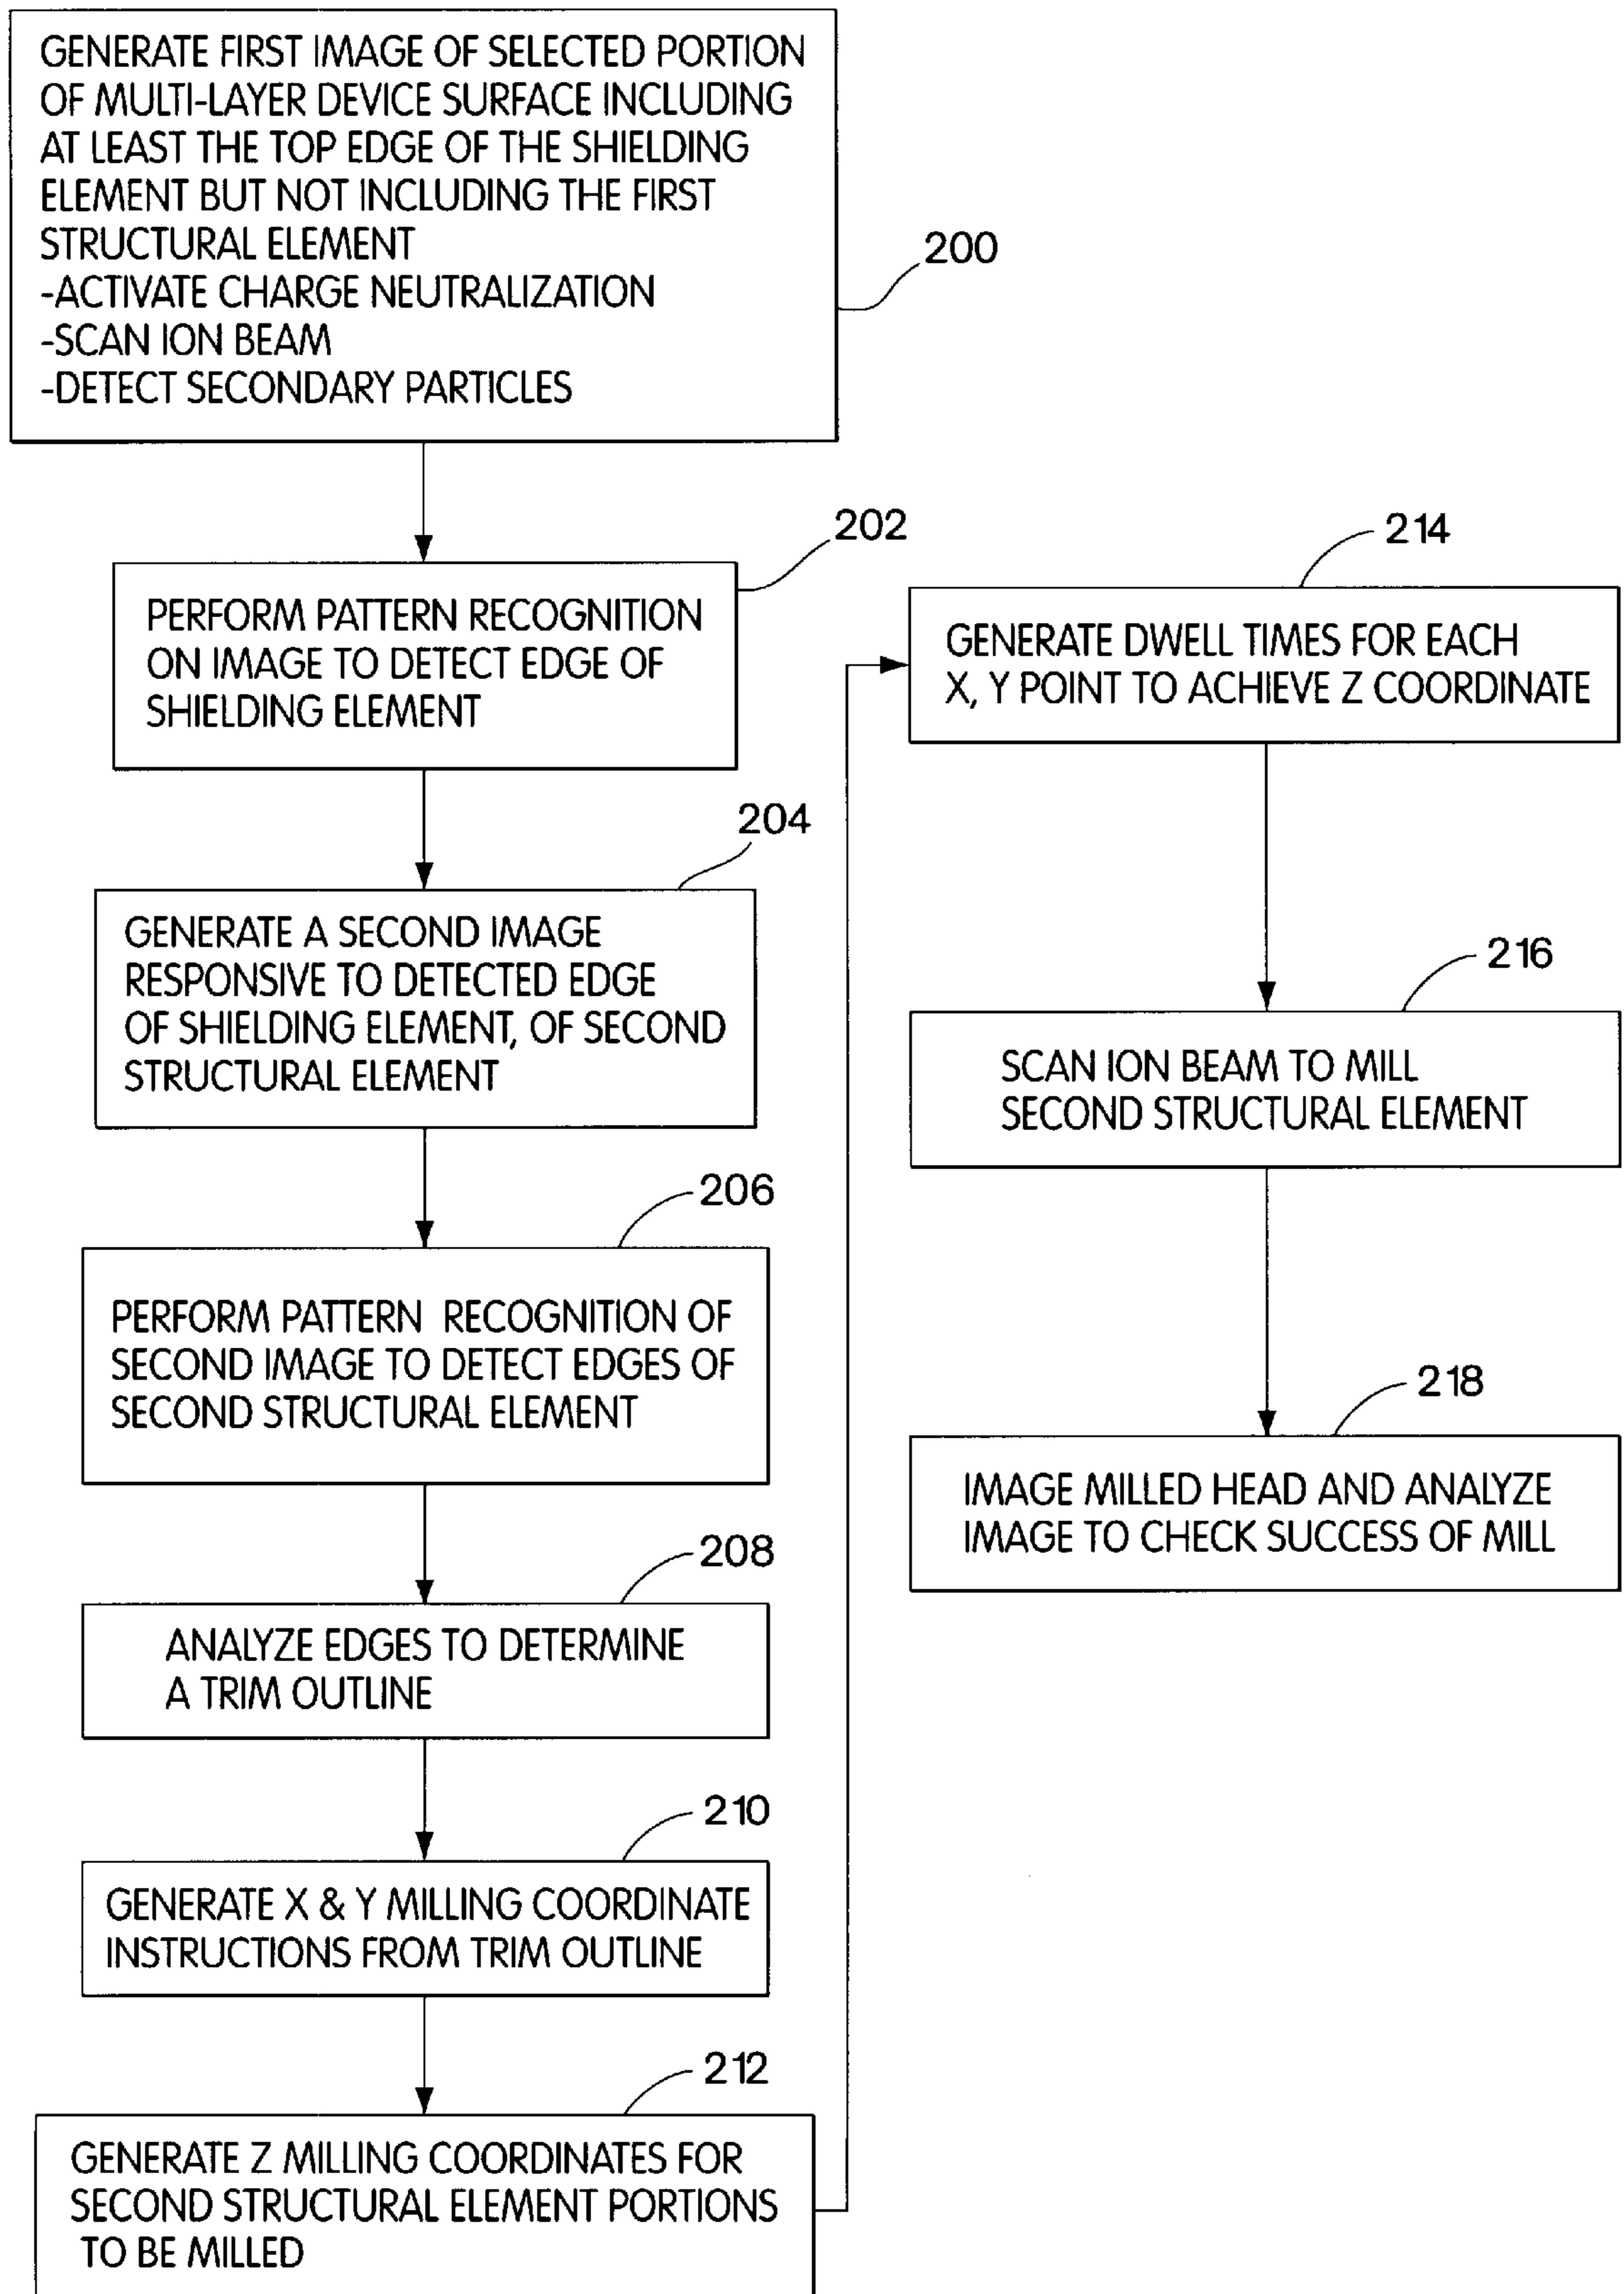 GENERATE FIRST IMAGE OF SELECTED PORTION
OF MULTI-LAYER DEVICE SURFACE INCLUDING
AT LEAST THE TOP EDGE OF THE SHIELDING
ELEMENT BUT NOT INCLUDING THE FIRST
STRUCTURAL ELEMENT
-ACTIVATE CHARGE NEUTRALIZATION
-SCAN ION BEAM
-DETECT SECONDARY PARTICLES
200
202
PERFORM PATTERN RECOGNITION
ON IMAGE TO DETECT EDGE OF
SHIELDING ELEMENT
204
GENERATE A SECOND IMAGE
RESPONSIVE TO DETECTED EDGE
OF SHIELDING ELEMENT, OF SECOND
STRUCTURAL ELEMENT
206
PERFORM PATTERN RECOGNITION OF
SECOND IMAGE TO DETECT EDGES OF
SECOND STRUCTURAL ELEMENT
208
ANALYZE EDGES TO DETERMINE
A TRIM OUTLINE
210
GENERATE X & Y MILLING COORDINATE
INSTRUCTIONS FROM TRIM OUTLINE
212
GENERATE Z MILLING COORDINATES FOR
SECOND STRUCTURAL ELEMENT PORTIONS
TO BE MILLED
214
GENERATE DWELL TIMES FOR EACH
X, Y POINT TO ACHIEVE Z COORDINATE
216
SCAN ION BEAM TO MILL
SECOND STRUCTURAL ELEMENT
218
IMAGE MILLED HEAD AND ANALYZE
IMAGE TO CHECK SUCCESS OF MILL